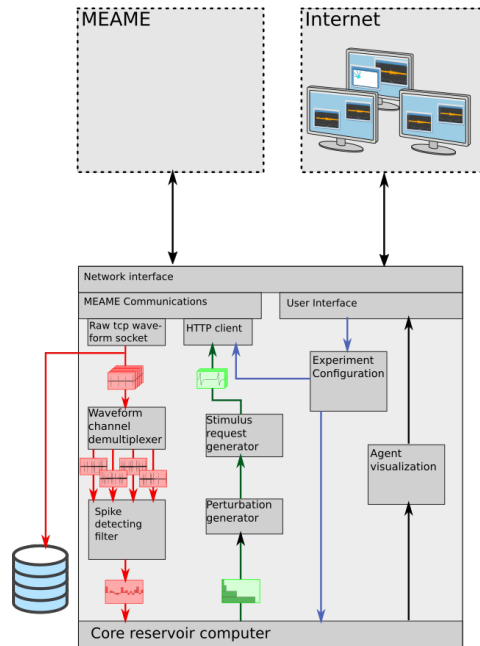 MEAME
Internet
Network interface
MEAME Communications
User Interface
Raw tcp wave-
form socket
HTTP client
Experiment
Configuration
Waveform
channel
demultiplexer
Stimulus
request
generator
Agent
visualization
Spike
detecting
filter
Perturbation
generator
Core reservoir computer